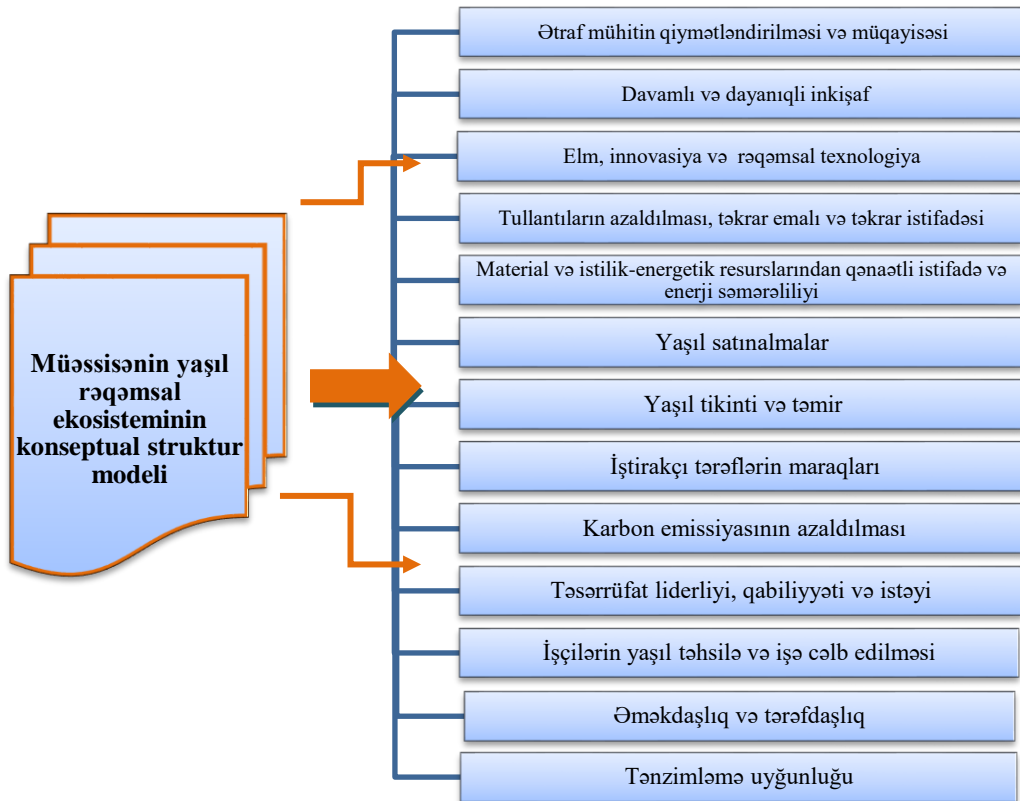 Ətraf mühitin qiymətləndirilməsi və müqayisəsi
Davamlı və dayanıqli inkişaf
Elm, innovasiya və rəqəmsal texnologiya
Tullantıların azaldılması, təkrar emalı və təkrar istifadəsi
Material və istilik-energetik resurslarından qənaətli istifadə və
enerji səmərəliliyi
Yaşıl satınalmalar
Yaşıl tikinti və təmir
İştirakçı tərəflərin maraqları
Karbon emissiyasının azaldılması
Təsərrüfat liderliyi, qabiliyyəti və istəyi
İşçilərin yaşıl təhsilə və işə cəlb edilməsi
Əməkdaşlıq və tərəfdaşlıq
Tənzimləmə uyğunluğu
Müəssisənin yaşıl
rəqəmsal
ekosisteminin
konseptual struktur
modeli